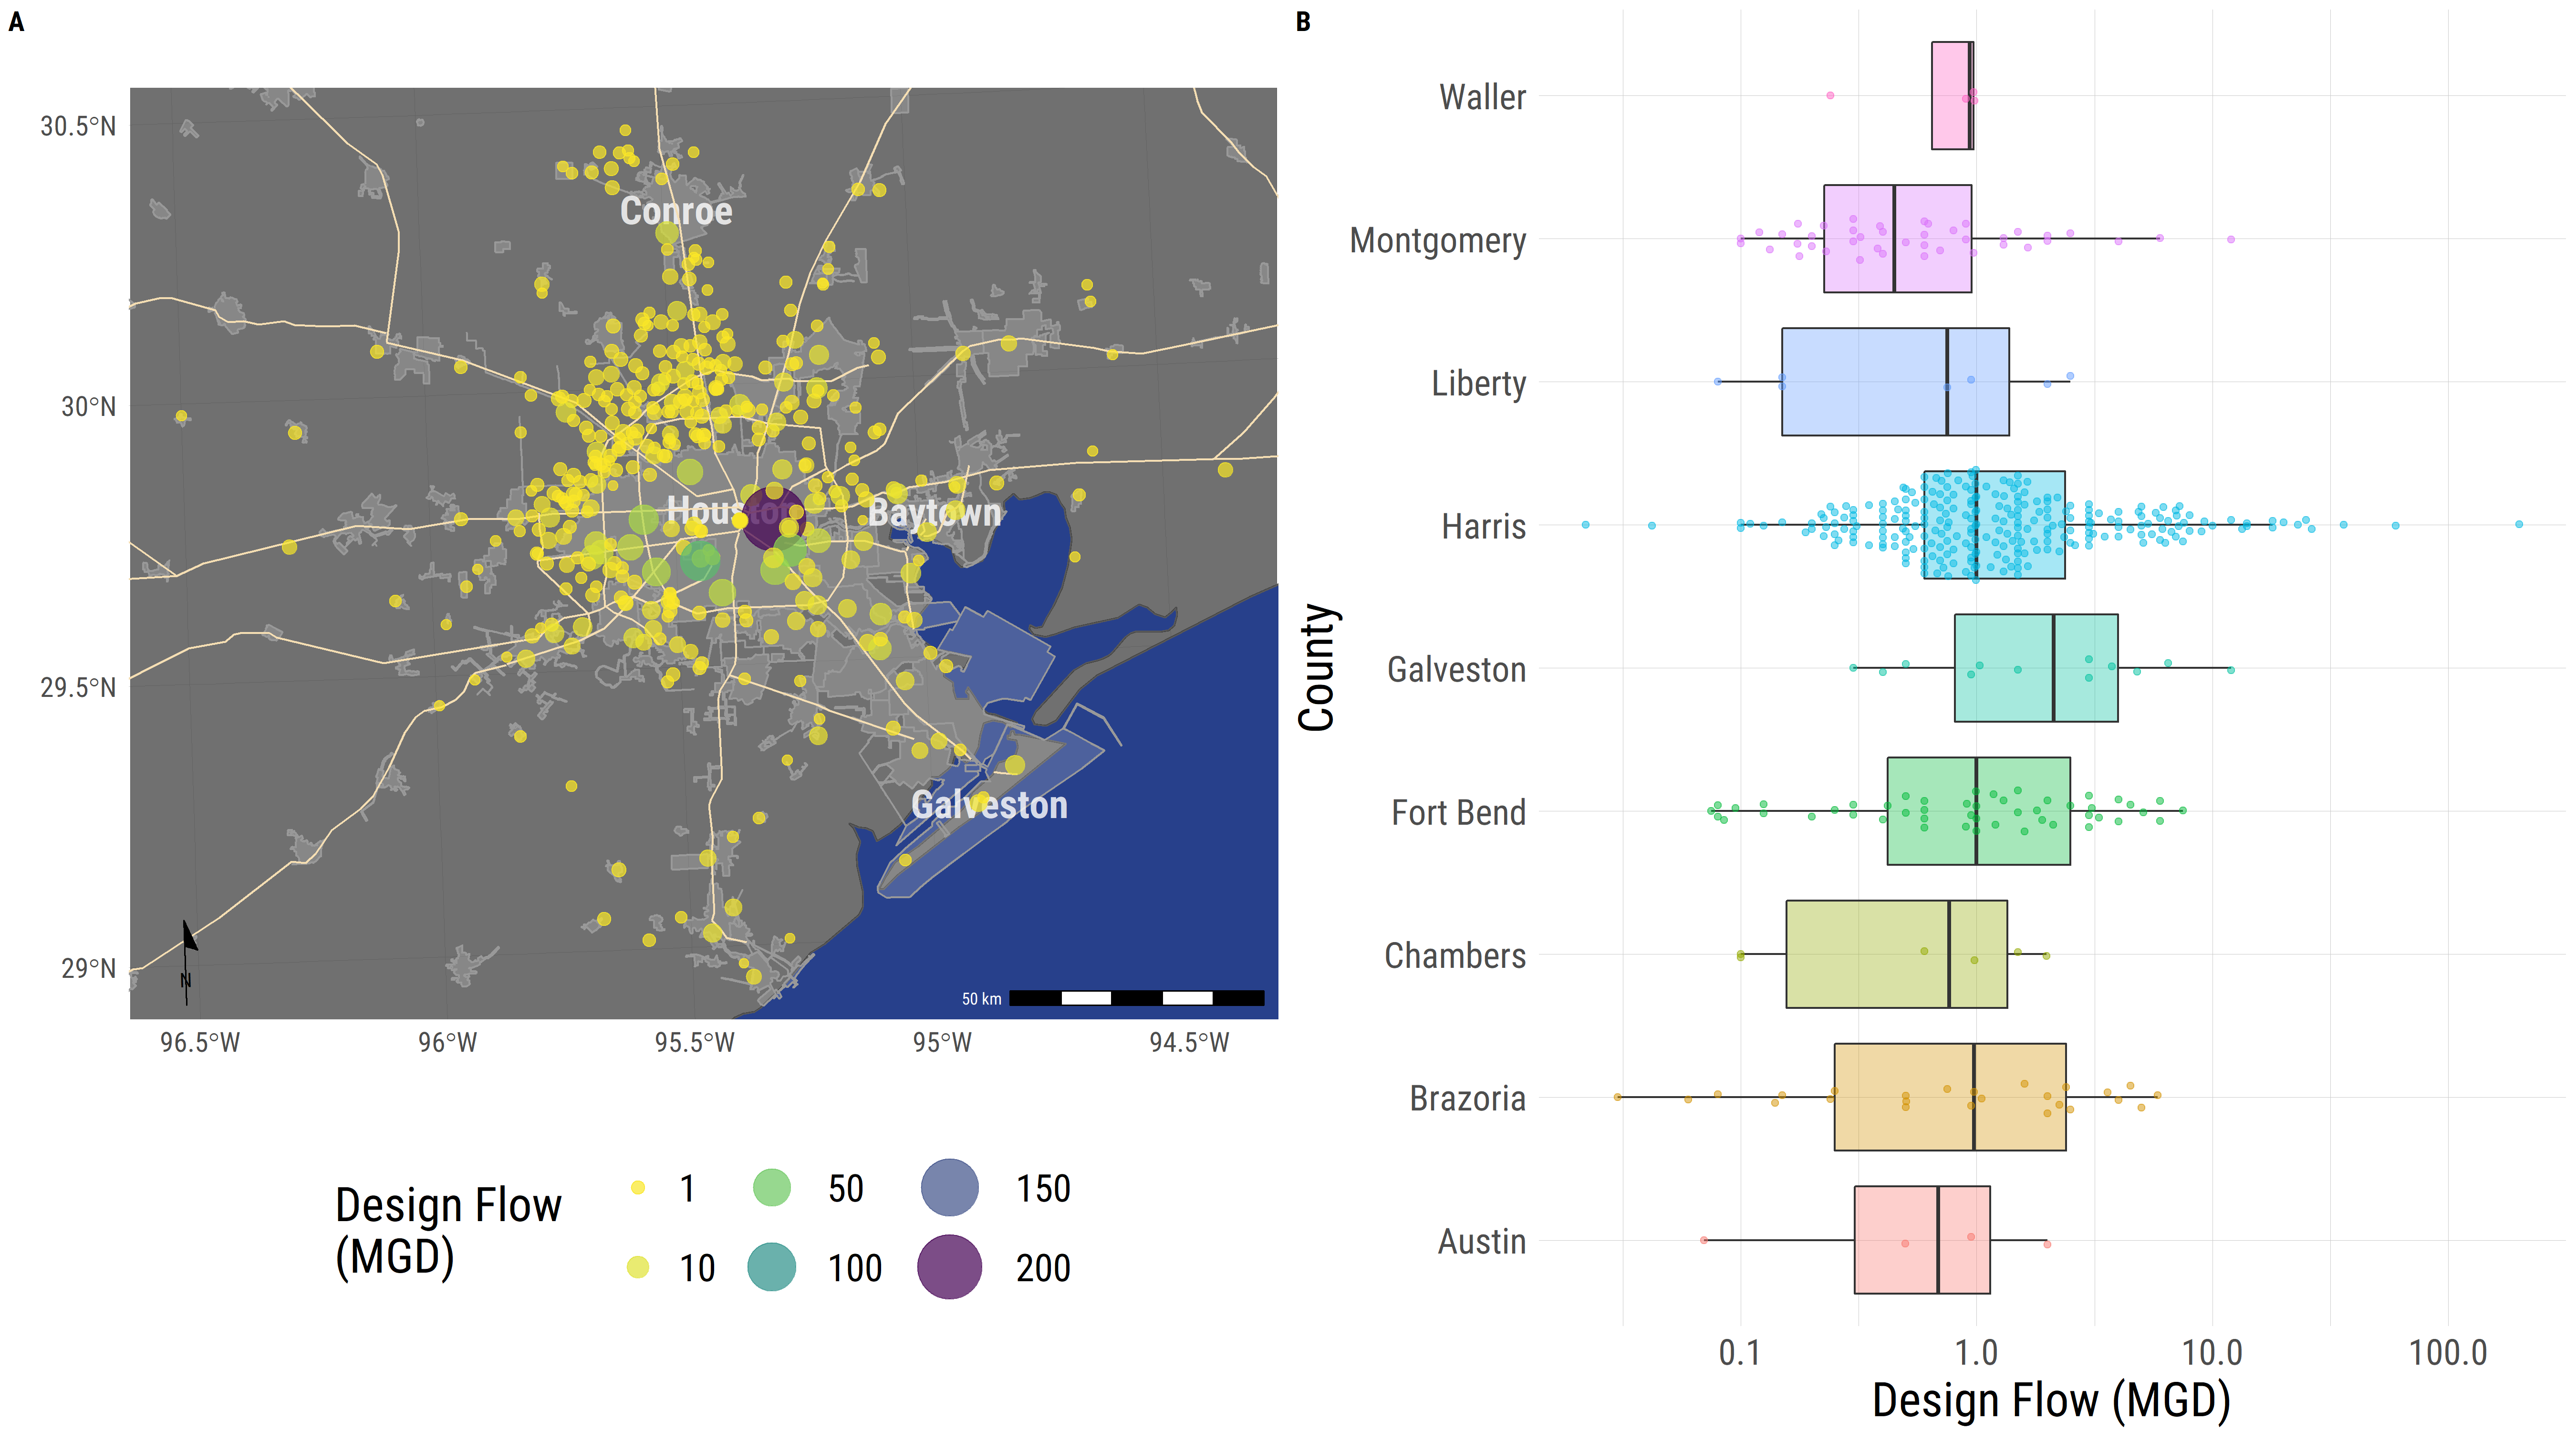 A
30.5°N
30°N
29.5°N
29°N
Conroe
Houston
Baytown
Galveston
N
50 km
96.5°W
96°W
95.5°W
95°W
94.5°W
Design Flow
(MGD)
1
50
150
10
100
200
B
County
Waller
Montgomery
Liberty
Harris
Galveston
Fort Bend
Chambers
Brazoria
Austin
0.1
1.0
10.0
100.0
Design Flow (MGD)